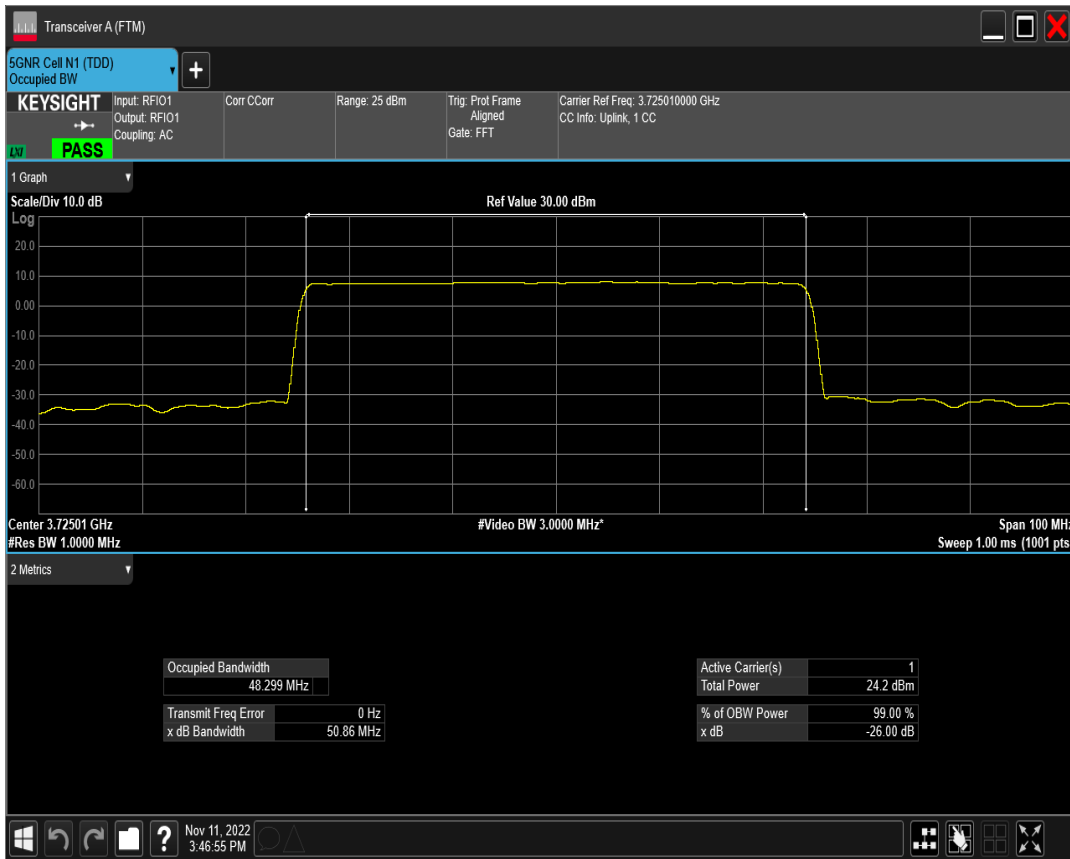 Transceiver A (FTM)
5GNR Cell N1 (TDD)
Occupied BW
+
KEYSIGHT
LXI
PASS
Input: RFIO1
Output: RFIO1
Coupling: AC
Corr CCorr
Range: 25 dBm
Trig: Prot Frame
Aligned
Gate: FFT
Carrier Ref Freq: 3.725010000 GHz
CC Info: Uplink, 1 CC
1 Graph
Scale/Div 10.0 dB
Ref Value 30.00 dBm
Log
20.0
10.0
0.00
-10.0
-20.0
-30.0
-40.0
-50.0
-60.0
Center 3.72501 GHz
#Video BW 3.0000 MHz*
Span 100 MHz
#Res BW 1.0000 MHz
Sweep 1.00 ms (1001 pts
2 Metrics
Occupied Bandwidth
48.299 MHz
Transmit Freq Error 0 Hz
x dB Bandwidth 50.86 MHz
Active Carrier(s) 1
Total Power 24.2 dBm
% of OBW Power 99.00 %
x dB -26.00 dB
?
Nov 11, 2022
3:46:55 PM